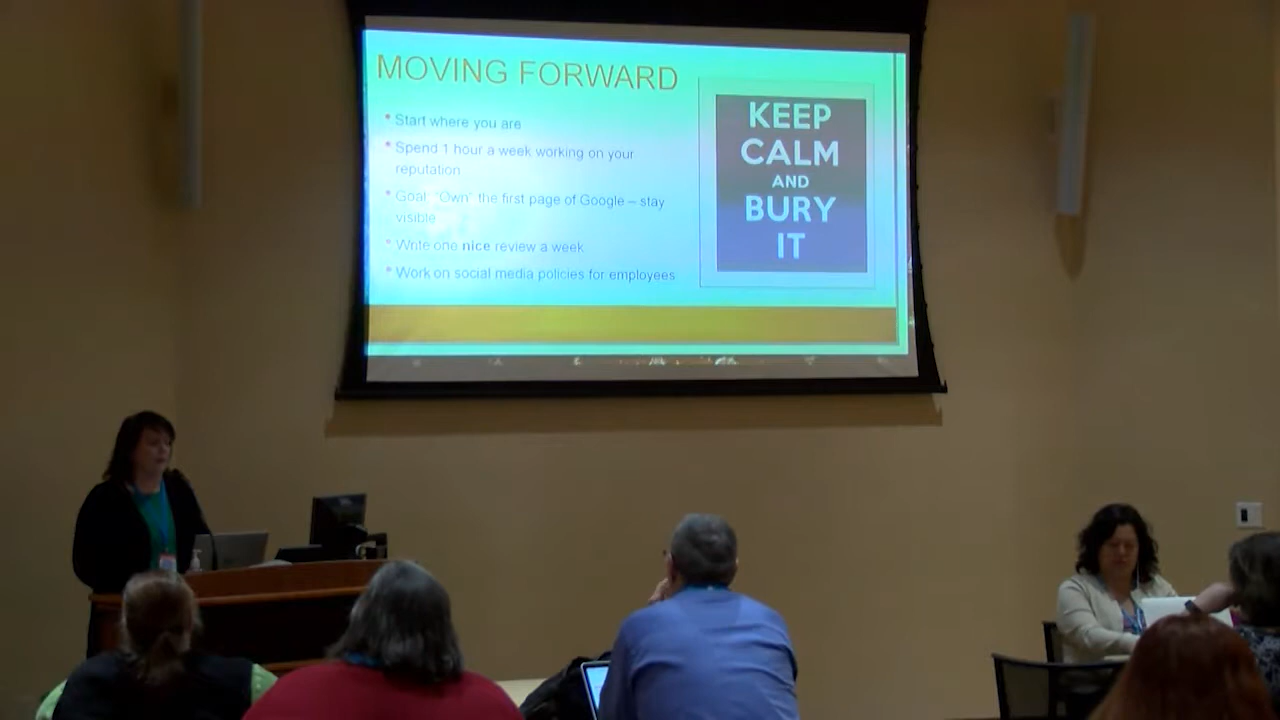 MOVING FORWARD
Start where you are
Spend 1 hour a week working on your
reputation
Goal: "Own" the first page of Google – stay
visible
Write one nice review a week
Work on social media policies for employees
KEEP
CALM
AND
BURY
IT